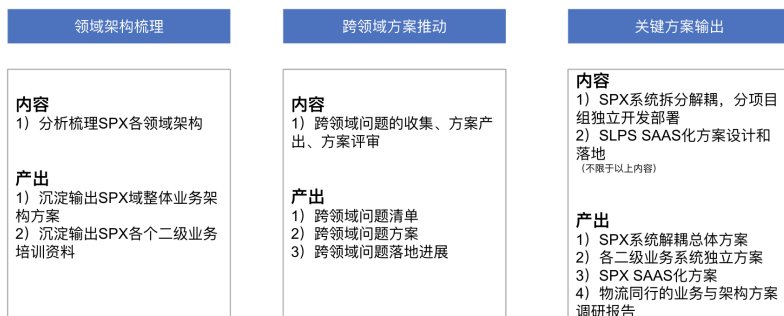 领域架构梳理
内容
1）分析梳理SPX各领域架构
产出
1）沉淀输出SPX域整体业务架
构方案
2）沉淀输出SPX各个二级业务
培训资料
跨领域方案推动
内容
1）跨领域问题的收集、方案产
出、方案评审
产出
1）跨领域问题清单
2）跨领域问题方案
3）跨领域问题落地进展
关键方案输出
内容
1）SPX系统拆分解耦，分项目
组独立开发部署
2）SLPS SAAS化方案设计和
落地
（不限于以上内容）
产出
1）SPX系统解耦总体方案
2）各二级业务系统独立方案
3）SPX SAAS化方案
4）物流同行的业务与架构方案
调研报告